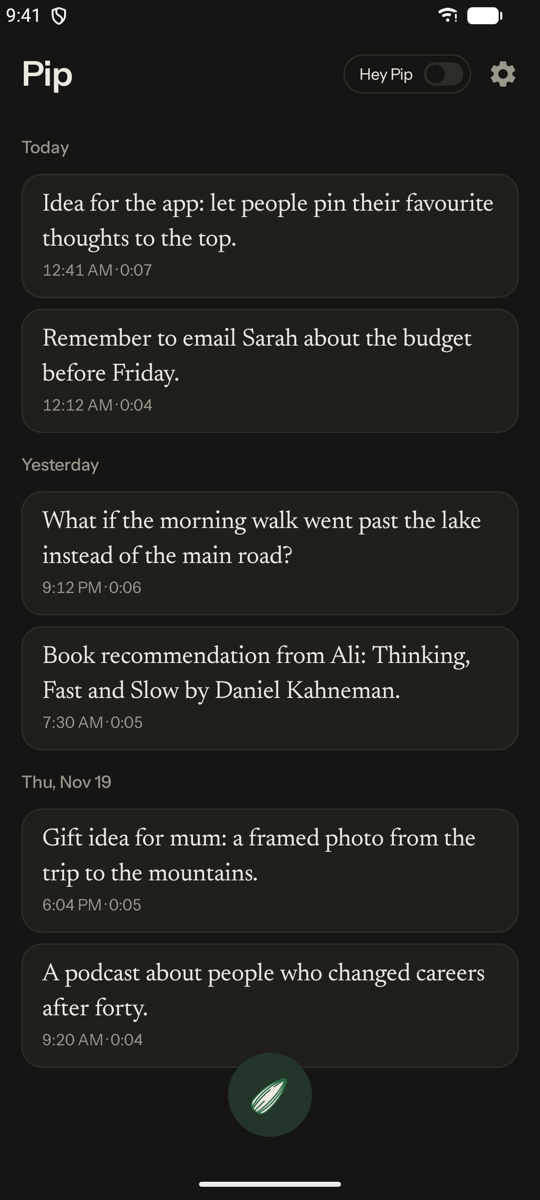 9:41
Pip
Hey Pip
Today
Idea for the app: let people pin their favourite
thoughts to the top.
12:41 AM·0:07
Remember to email Sarah about the budget
before Friday.
12:12 AM·0:04
Yesterday
What if the morning walk went past the lake
instead of the main road?
9:12 PM·0:06
Book recommendation from Ali: Thinking,
Fast and Slow by Daniel Kahneman.
7:30 AM·0:05
Thu, Nov 19
Gift idea for mum: a framed photo from the
trip to the mountains.
6:04 PM·0:05
A podcast about people who changed careers
after forty.
9:20 AM·0:04